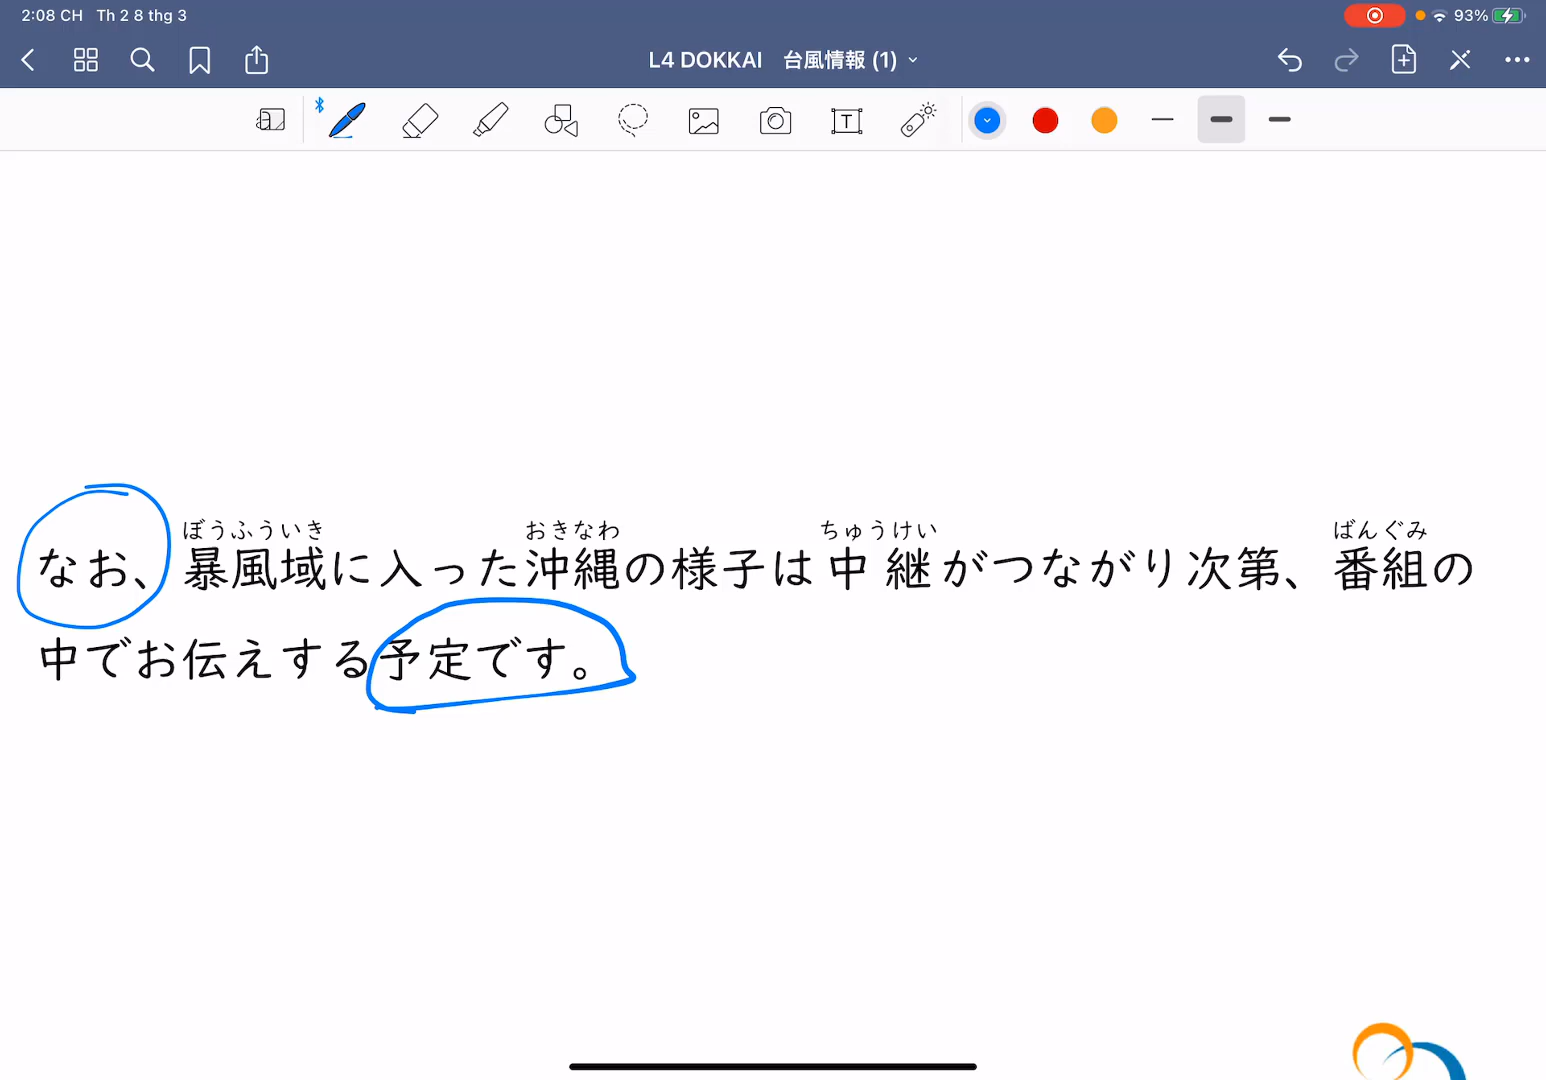 2:08 CH Th 2 8 thg 3
93%
L4 DOKKAI 台風情報 (1)
T
ぼうふういき おきなわ ちゅうけい ばんぐみ
なお、暴風域に入った沖縄の様子は中継がつながり次第、番組の
中でお伝えする予定です。